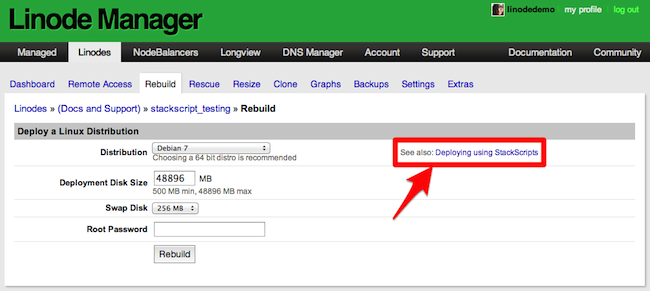 Linode Manager
linodedemo my profile | log out
Managed Linodes NodeBalancers Longview DNS Manager Account Support Documentation Community
Dashboard Remote Access Rebuild Rescue Resize Clone Graphs Backups Settings Extras
Linodes » (Docs and Support) » stackscript_testing » Rebuild
Deploy a Linux Distribution
Distribution Debian 7 See also: Deploying using StackScripts
Choosing a 64 bit distro is recommended
Deployment Disk Size 48896 MB
500 MB min, 48896 MB max
Swap Disk 256 MB
Root Password
Rebuild